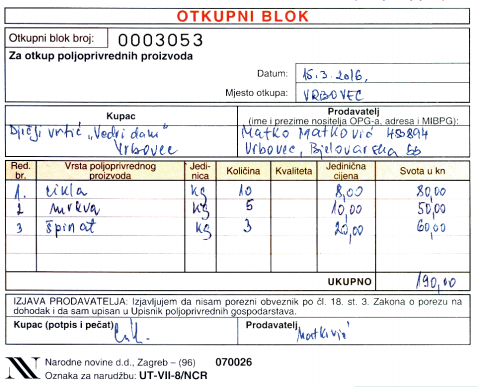 OTKUPNI BLOK
Otkupni blok broj: 0003053
Za otkup poljoprivrednih proizvoda
Datum: 15.3.2016.
Mjesto otkupa: VRBOVEC
Kupac
Dječji vrtić „Vedri dani"
Vrbovec
Prodavatelj
(ime i prezime nositelja OPG-a, adresa i MIBPG):
Matko Matković 480894
Vrbovec, Bjelovarska bb
Red. br. Vrsta poljoprivrednog proizvoda Jedinica Količina Kvaliteta Jedinična cijena Svota u kn
1. cikla kg 10 8,00 80,00
2 mrkva kg 5 10,00 50,00
3 špinat kg 3 20,00 60,00
UKUPNO 190,00
IZJAVA PRODAVATELJA: Izjavljujem da nisam porezni obveznik po čl. 18. st. 3. Zakona o porezu na
dohodak i da sam upisan u Upisnik poljoprivrednih gospodarstava.
Kupac (potpis i pečat)
Prodavatelj
Matković
Narodne novine d.d., Zagreb – (96) 070026
Oznaka za narudžbu: UT-VII-8/NCR